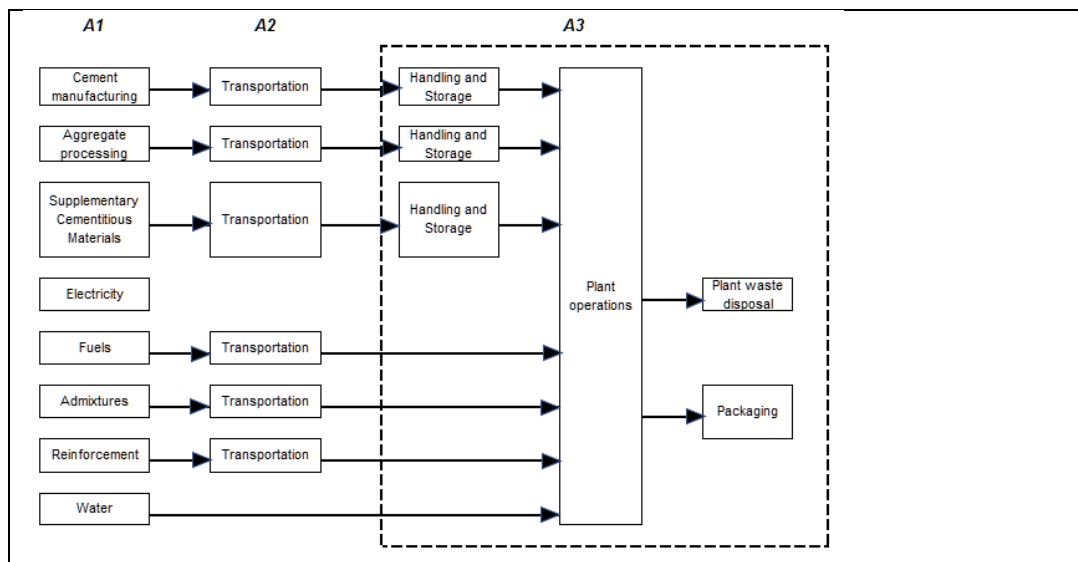 A1 A2 A3
Cement
manufacturing
Transportation
Handling and
Storage
Aggregate
processing
Transportation
Handling and
Storage
Supplementary
Cementitious
Materials
Transportation
Handling and
Storage
Electricity
Plant
operations
Plant waste
disposal
Fuels
Transportation
Admixtures
Transportation
Packaging
Reinforcement
Transportation
Water